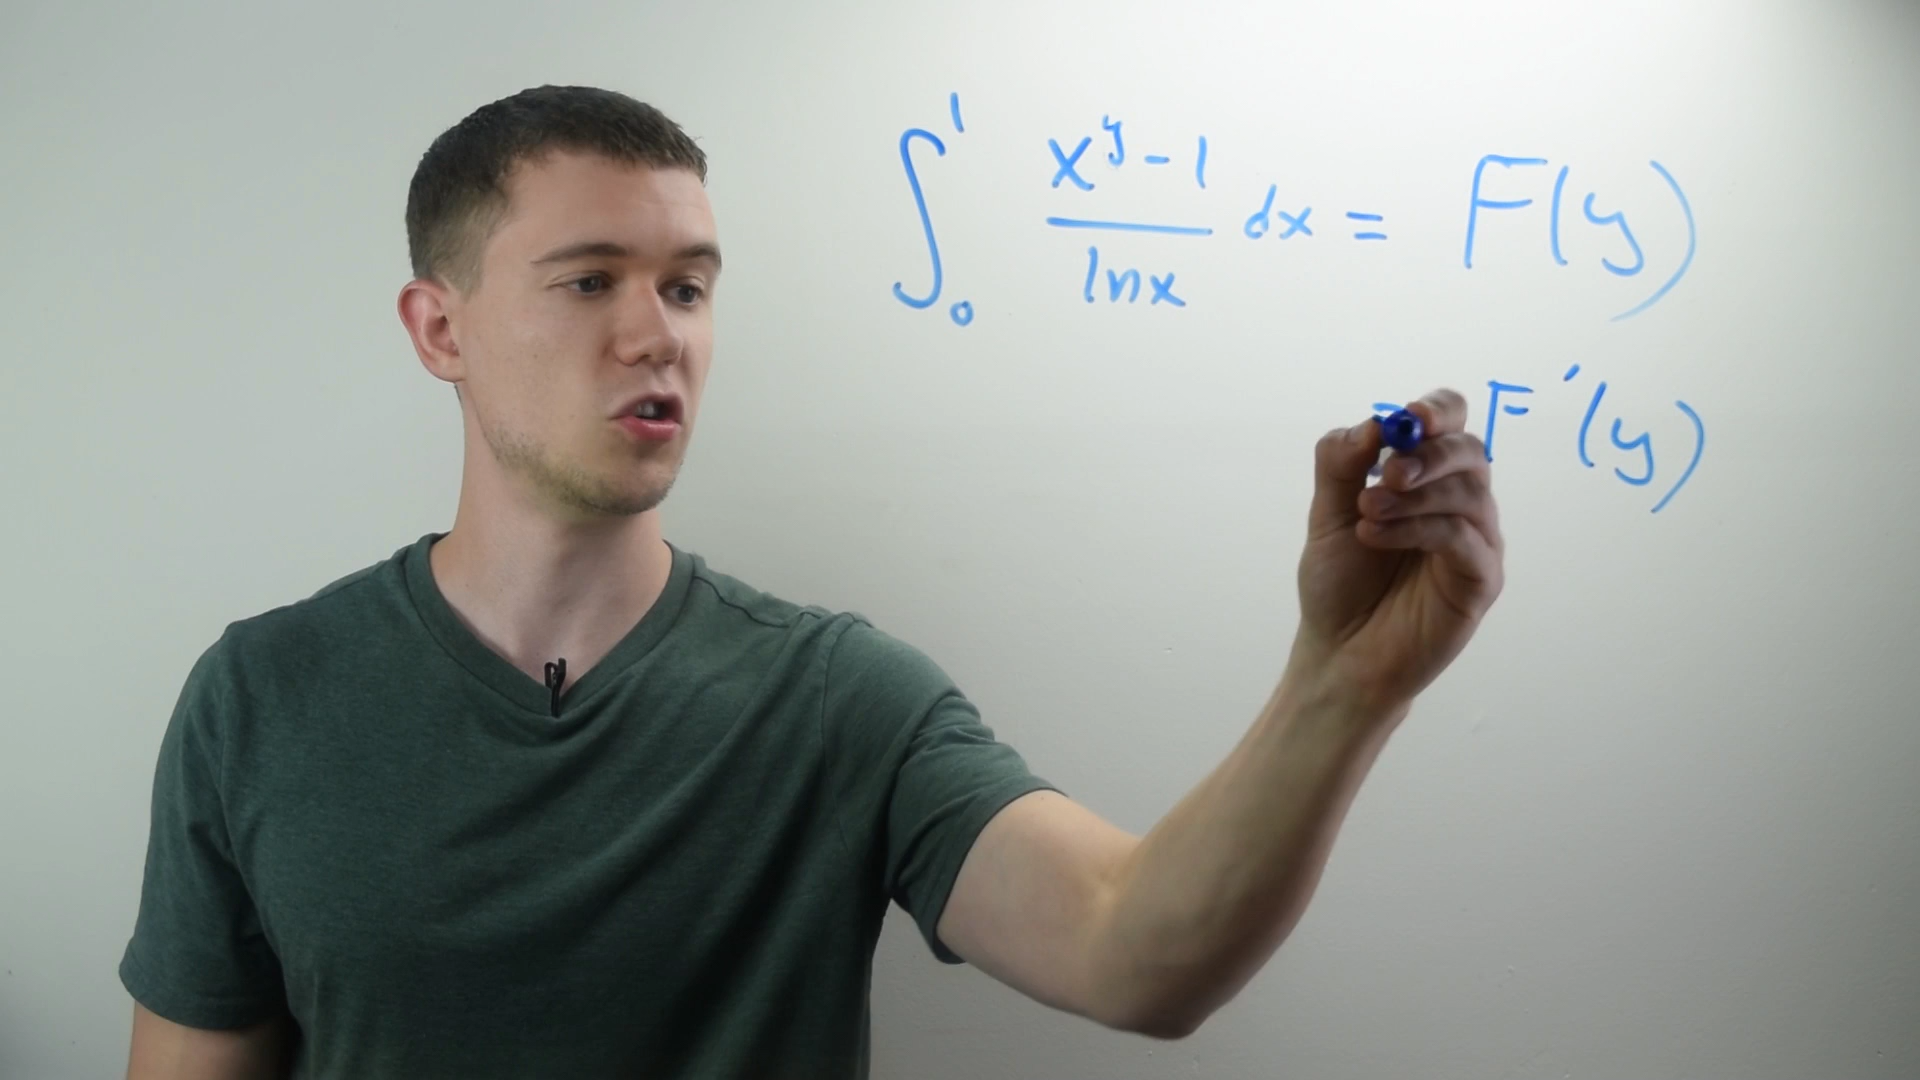 ∫₀¹ (x^y - 1)/(ln x) dx = F(y)
= F'(y)